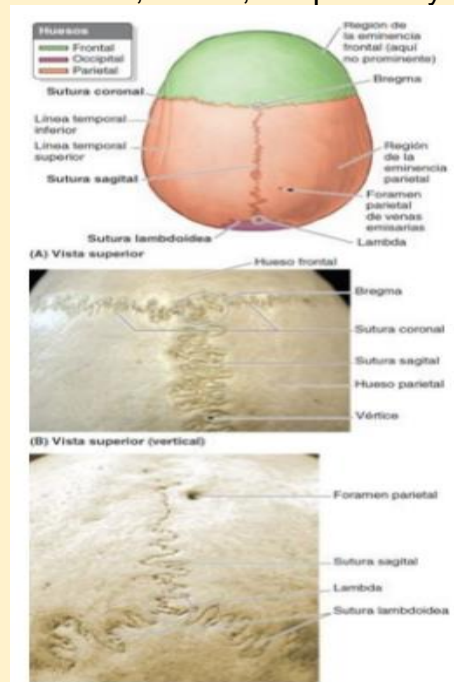 Huesos
Frontal
Occipital
Parietal
Sutura coronal
Línea temporal
inferior
Línea temporal
superior
Sutura sagital
Sutura lambdoidea
Región de
la eminencia
frontal (aquí
no prominente)
Bregma
Región
de la
eminencia
parietal
Foramen
parietal
de venas
emisarias
Lambda
(A) Vista superior
Hueso frontal
Bregma
Sutura coronal
Sutura sagital
Hueso parietal
Vértice
(B) Vista superior (vertical)
Foramen parietal
Sutura sagital
Lambda
Sutura lambdoidea